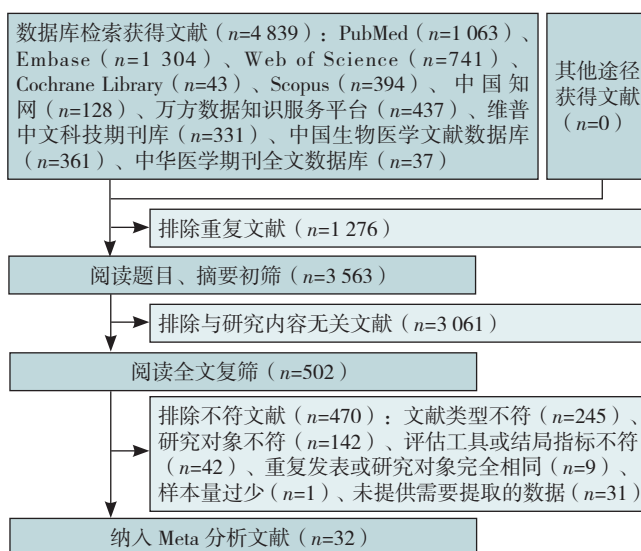 数据库检索获得文献（n=4 839）：PubMed（n=1 063）、
Embase（n=1 304）、Web of Science（n=741）、
Cochrane Library（n=43）、Scopus（n=394）、中国知
网（n=128）、万方数据知识服务平台（n=437）、维普
中文科技期刊库（n=331）、中国生物医学文献数据库
（n=361）、中华医学期刊全文数据库（n=37）
其他途径
获得文献
（n=0）
排除重复文献（n=1 276）
阅读题目、摘要初筛（n=3 563）
排除与研究内容无关文献（n=3 061）
阅读全文复筛（n=502）
排除不符文献（n=470）：文献类型不符（n=245）、
研究对象不符（n=142）、评估工具或结局指标不符
（n=42）、重复发表或研究对象完全相同（n=9）、
样本量过少（n=1）、未提供需要提取的数据（n=31）
纳入 Meta 分析文献（n=32）